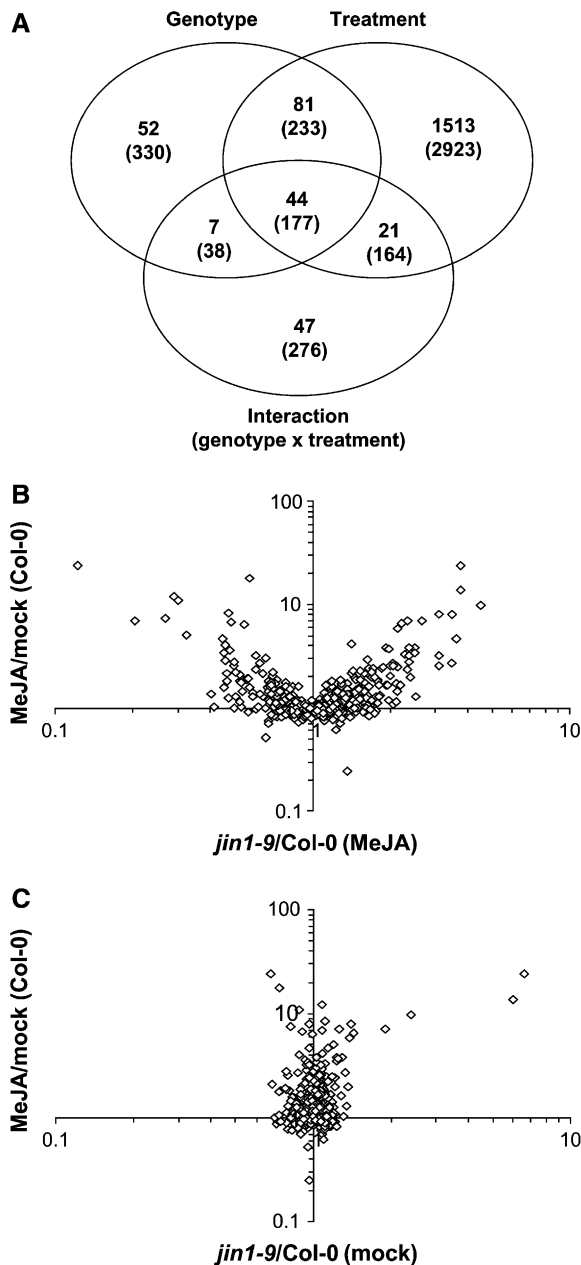 A
Genotype Treatment
52
(330)
81
(233)
1513
(2923)
44
(177)
7
(38)
21
(164)
47
(276)
Interaction
(genotype x treatment)
B
MeJA/mock (Col-0)
100
10
0.1 1 10
0.1
jin1-9/Col-0 (MeJA)
C
MeJA/mock (Col-0)
100
10
0.1 1 10
0.1
jin1-9/Col-0 (mock)